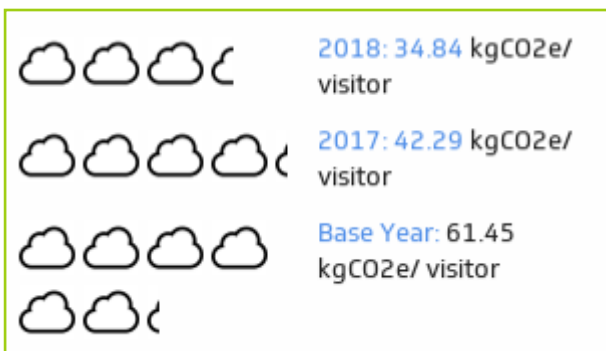 2018: 34.84 kgCO2e/
visitor
2017: 42.29 kgCO2e/
visitor
Base Year: 61.45
kgCO2e/ visitor